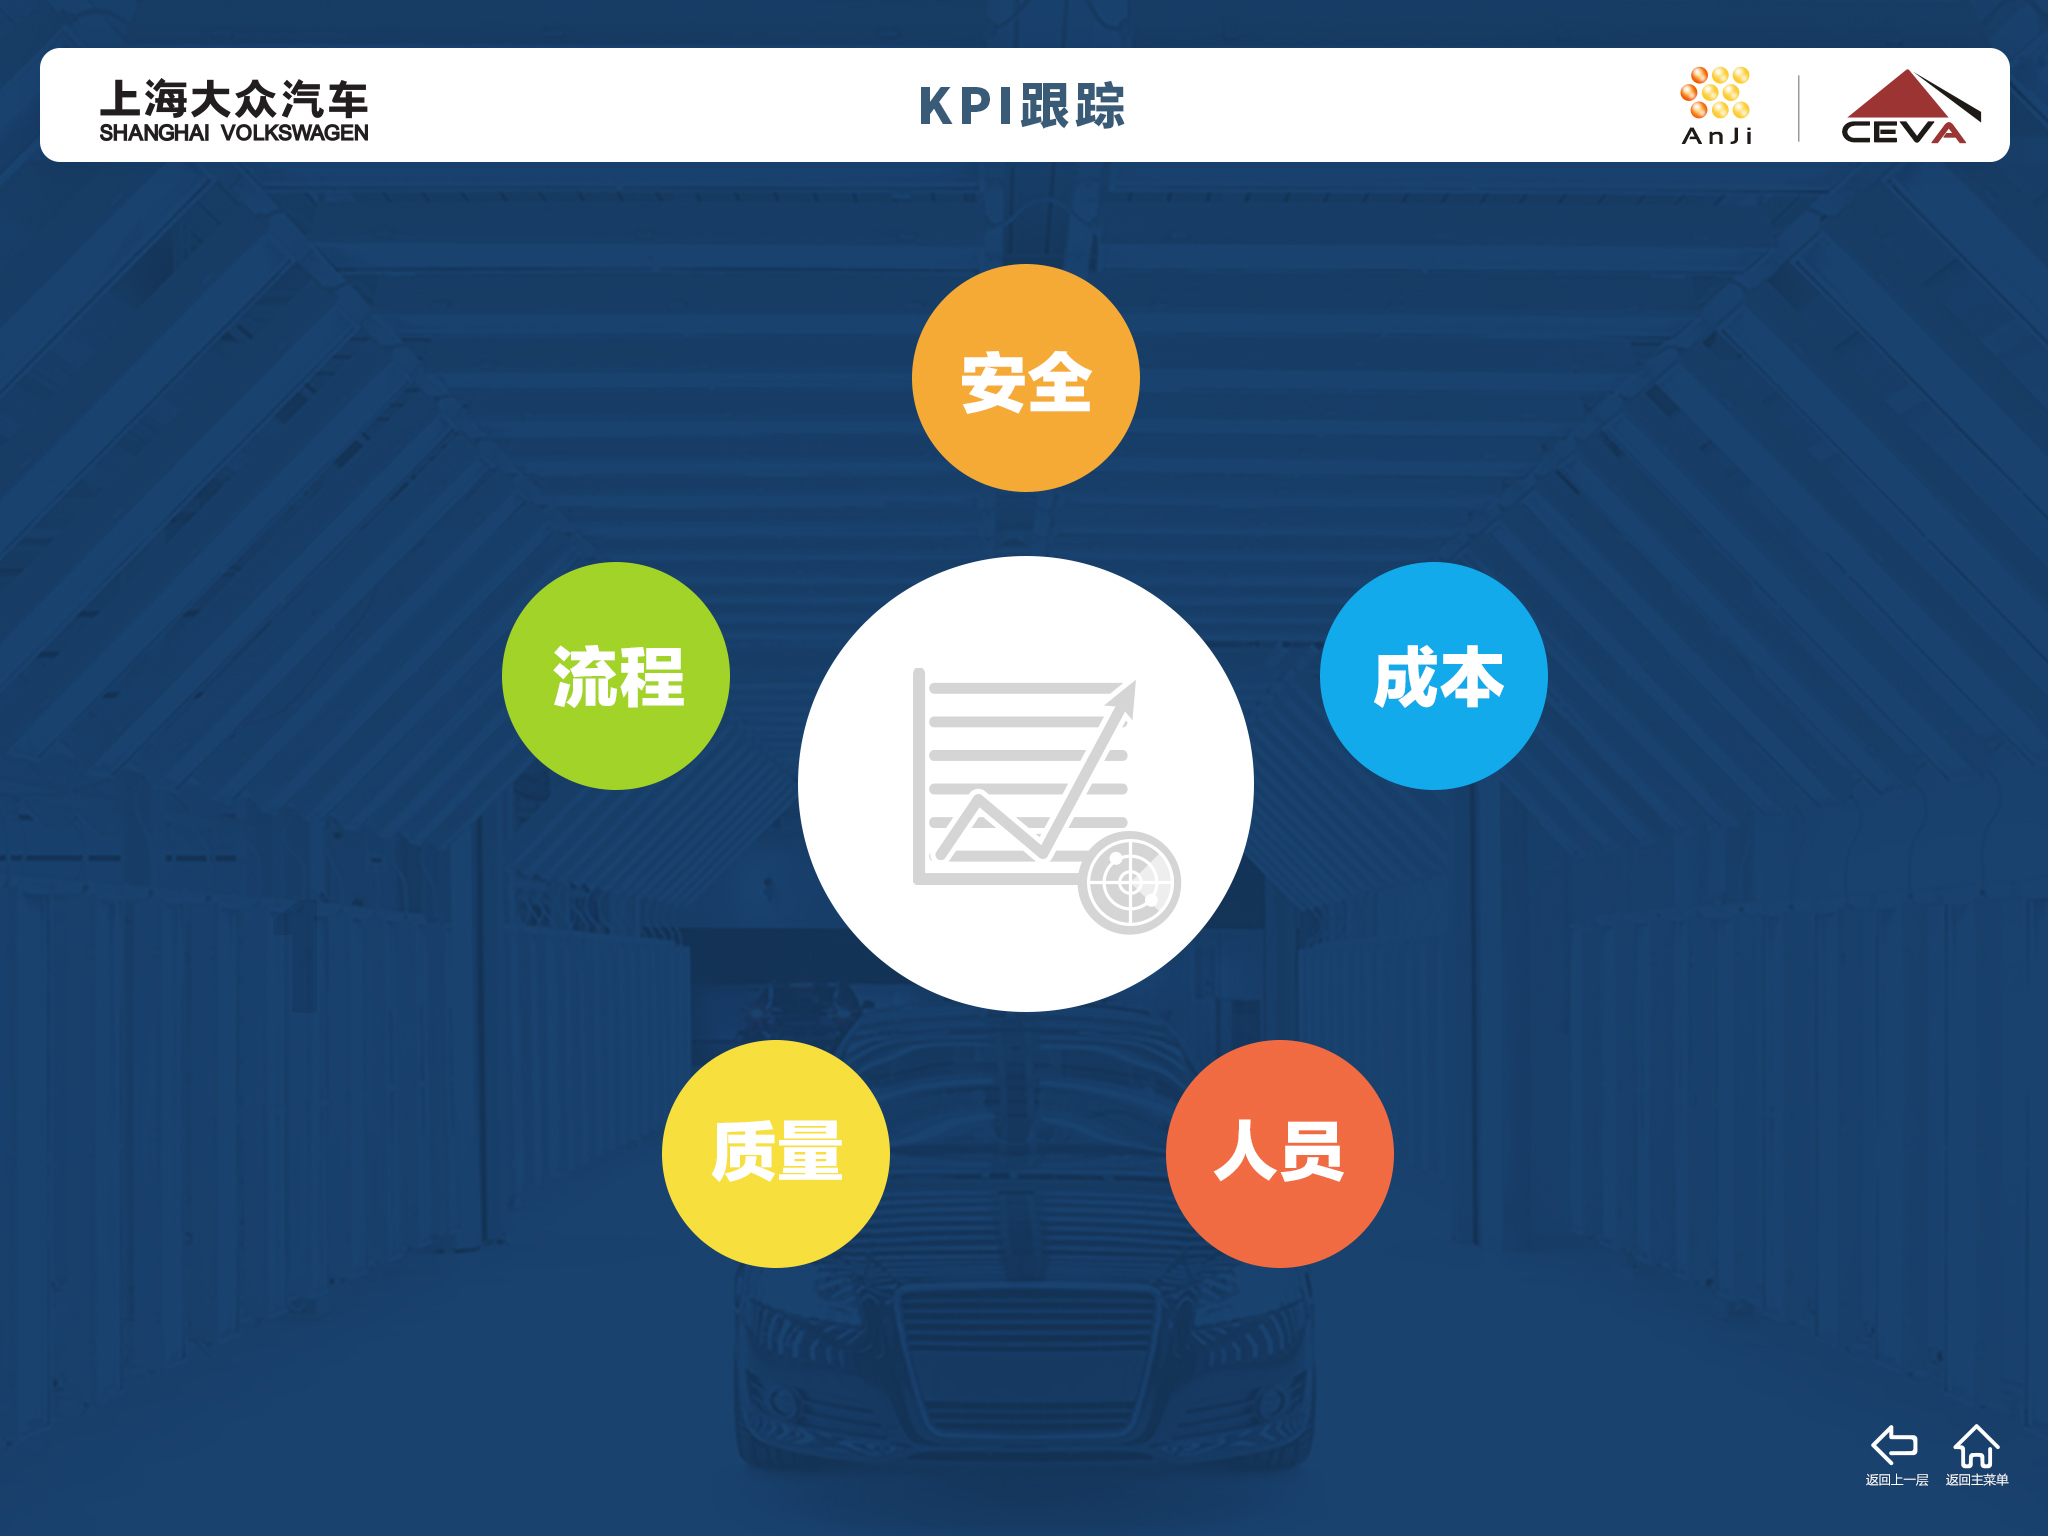 上海大众汽车
SHANGHAI VOLKSWAGEN
KPI跟踪
AnJi
CEVA
安全
流程
成本
质量
人员
返回上一层
返回主菜单